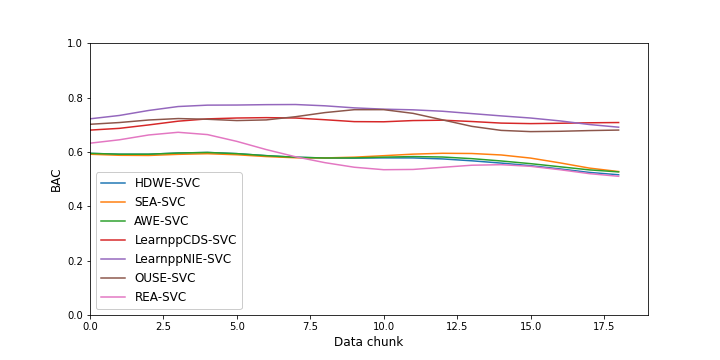 1.0
0.8
0.6
0.4
0.2
0.0
BAC
HDWE-SVC
SEA-SVC
AWE-SVC
LearnppCDS-SVC
LearnppNIE-SVC
OUSE-SVC
REA-SVC
0.0 2.5 5.0 7.5 10.0 12.5 15.0 17.5
Data chunk